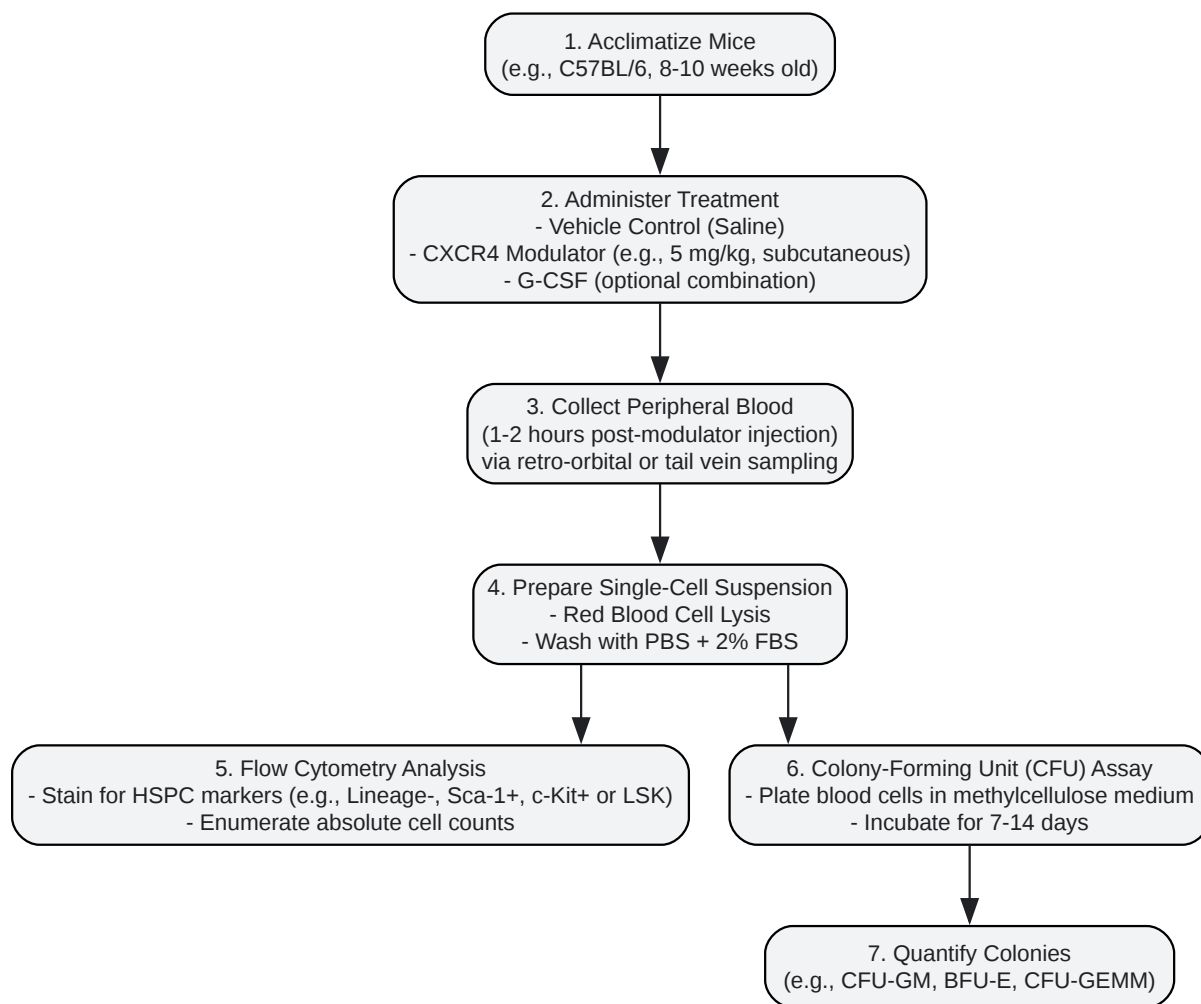 1. Acclimatize Mice
(e.g., C57BL/6, 8-10 weeks old)
2. Administer Treatment
- Vehicle Control (Saline)
- CXCR4 Modulator (e.g., 5 mg/kg, subcutaneous)
- G-CSF (optional combination)
3. Collect Peripheral Blood
(1-2 hours post-modulator injection)
via retro-orbital or tail vein sampling
4. Prepare Single-Cell Suspension
- Red Blood Cell Lysis
- Wash with PBS + 2% FBS
5. Flow Cytometry Analysis
- Stain for HSPC markers (e.g., Lineage-, Sca-1+, c-Kit+ or LSK)
- Enumerate absolute cell counts
6. Colony-Forming Unit (CFU) Assay
- Plate blood cells in methylcellulose medium
- Incubate for 7-14 days
7. Quantify Colonies
(e.g., CFU-GM, BFU-E, CFU-GEMM)